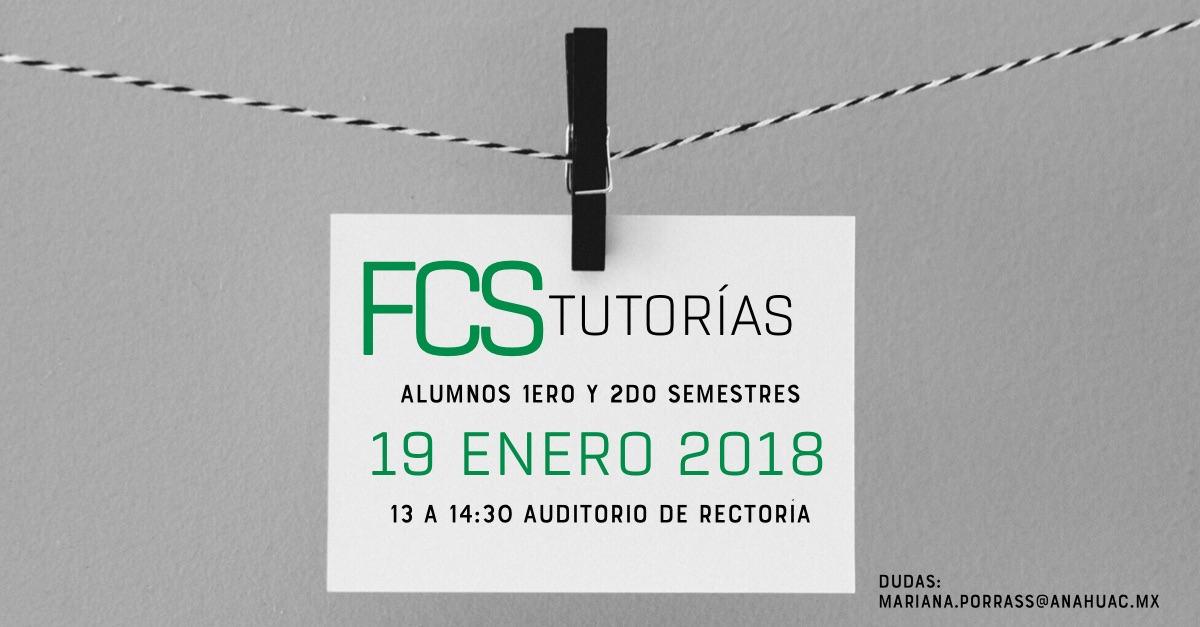 FCS TUTORÍAS
ALUMNOS 1ERO Y 2DO SEMESTRES
19 ENERO 2018
13 A 14:30 AUDITORIO DE RECTORÍA
DUDAS:
MARIANA.PORRASS@ANAHUAC.MX